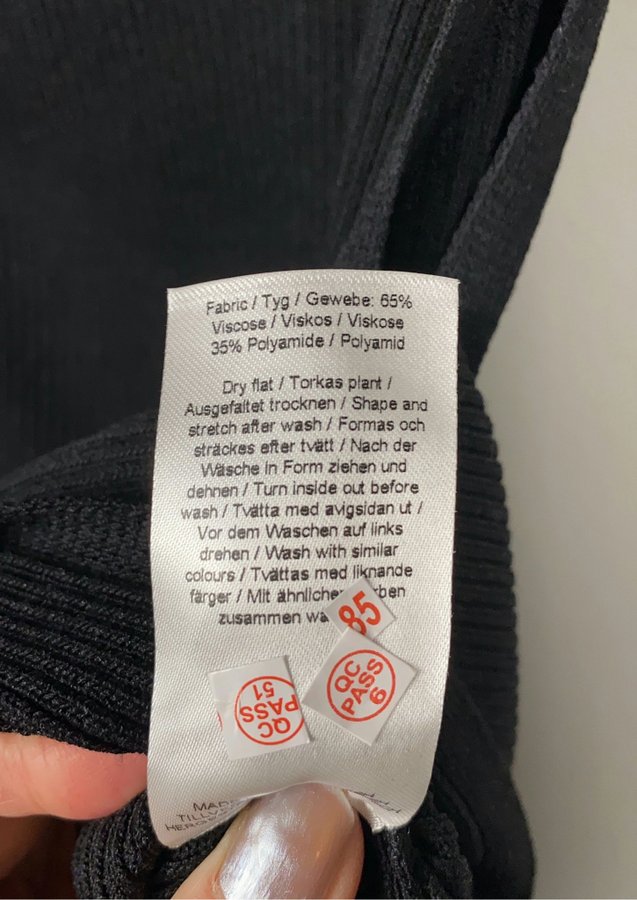 Fabric / Tyg / Gewebe: 65%
Viscose / Viskos / Viskose
35% Polyamide / Polyamid
Dry flat / Torkas plant /
Ausgefaltet trocknen / Shape and
stretch after wash / Formas och
sträckes efter tvätt / Nach der
Wäsche in Form ziehen und
dehnen / Turn inside out before
wash / Tvätta med avigsidan ut /
Vor dem Waschen auf links
drehen / Wash with similar
colours / Tvättas med liknande
färger / Mit
zusammen
85
QC
PASS
6
QC
PASS
51